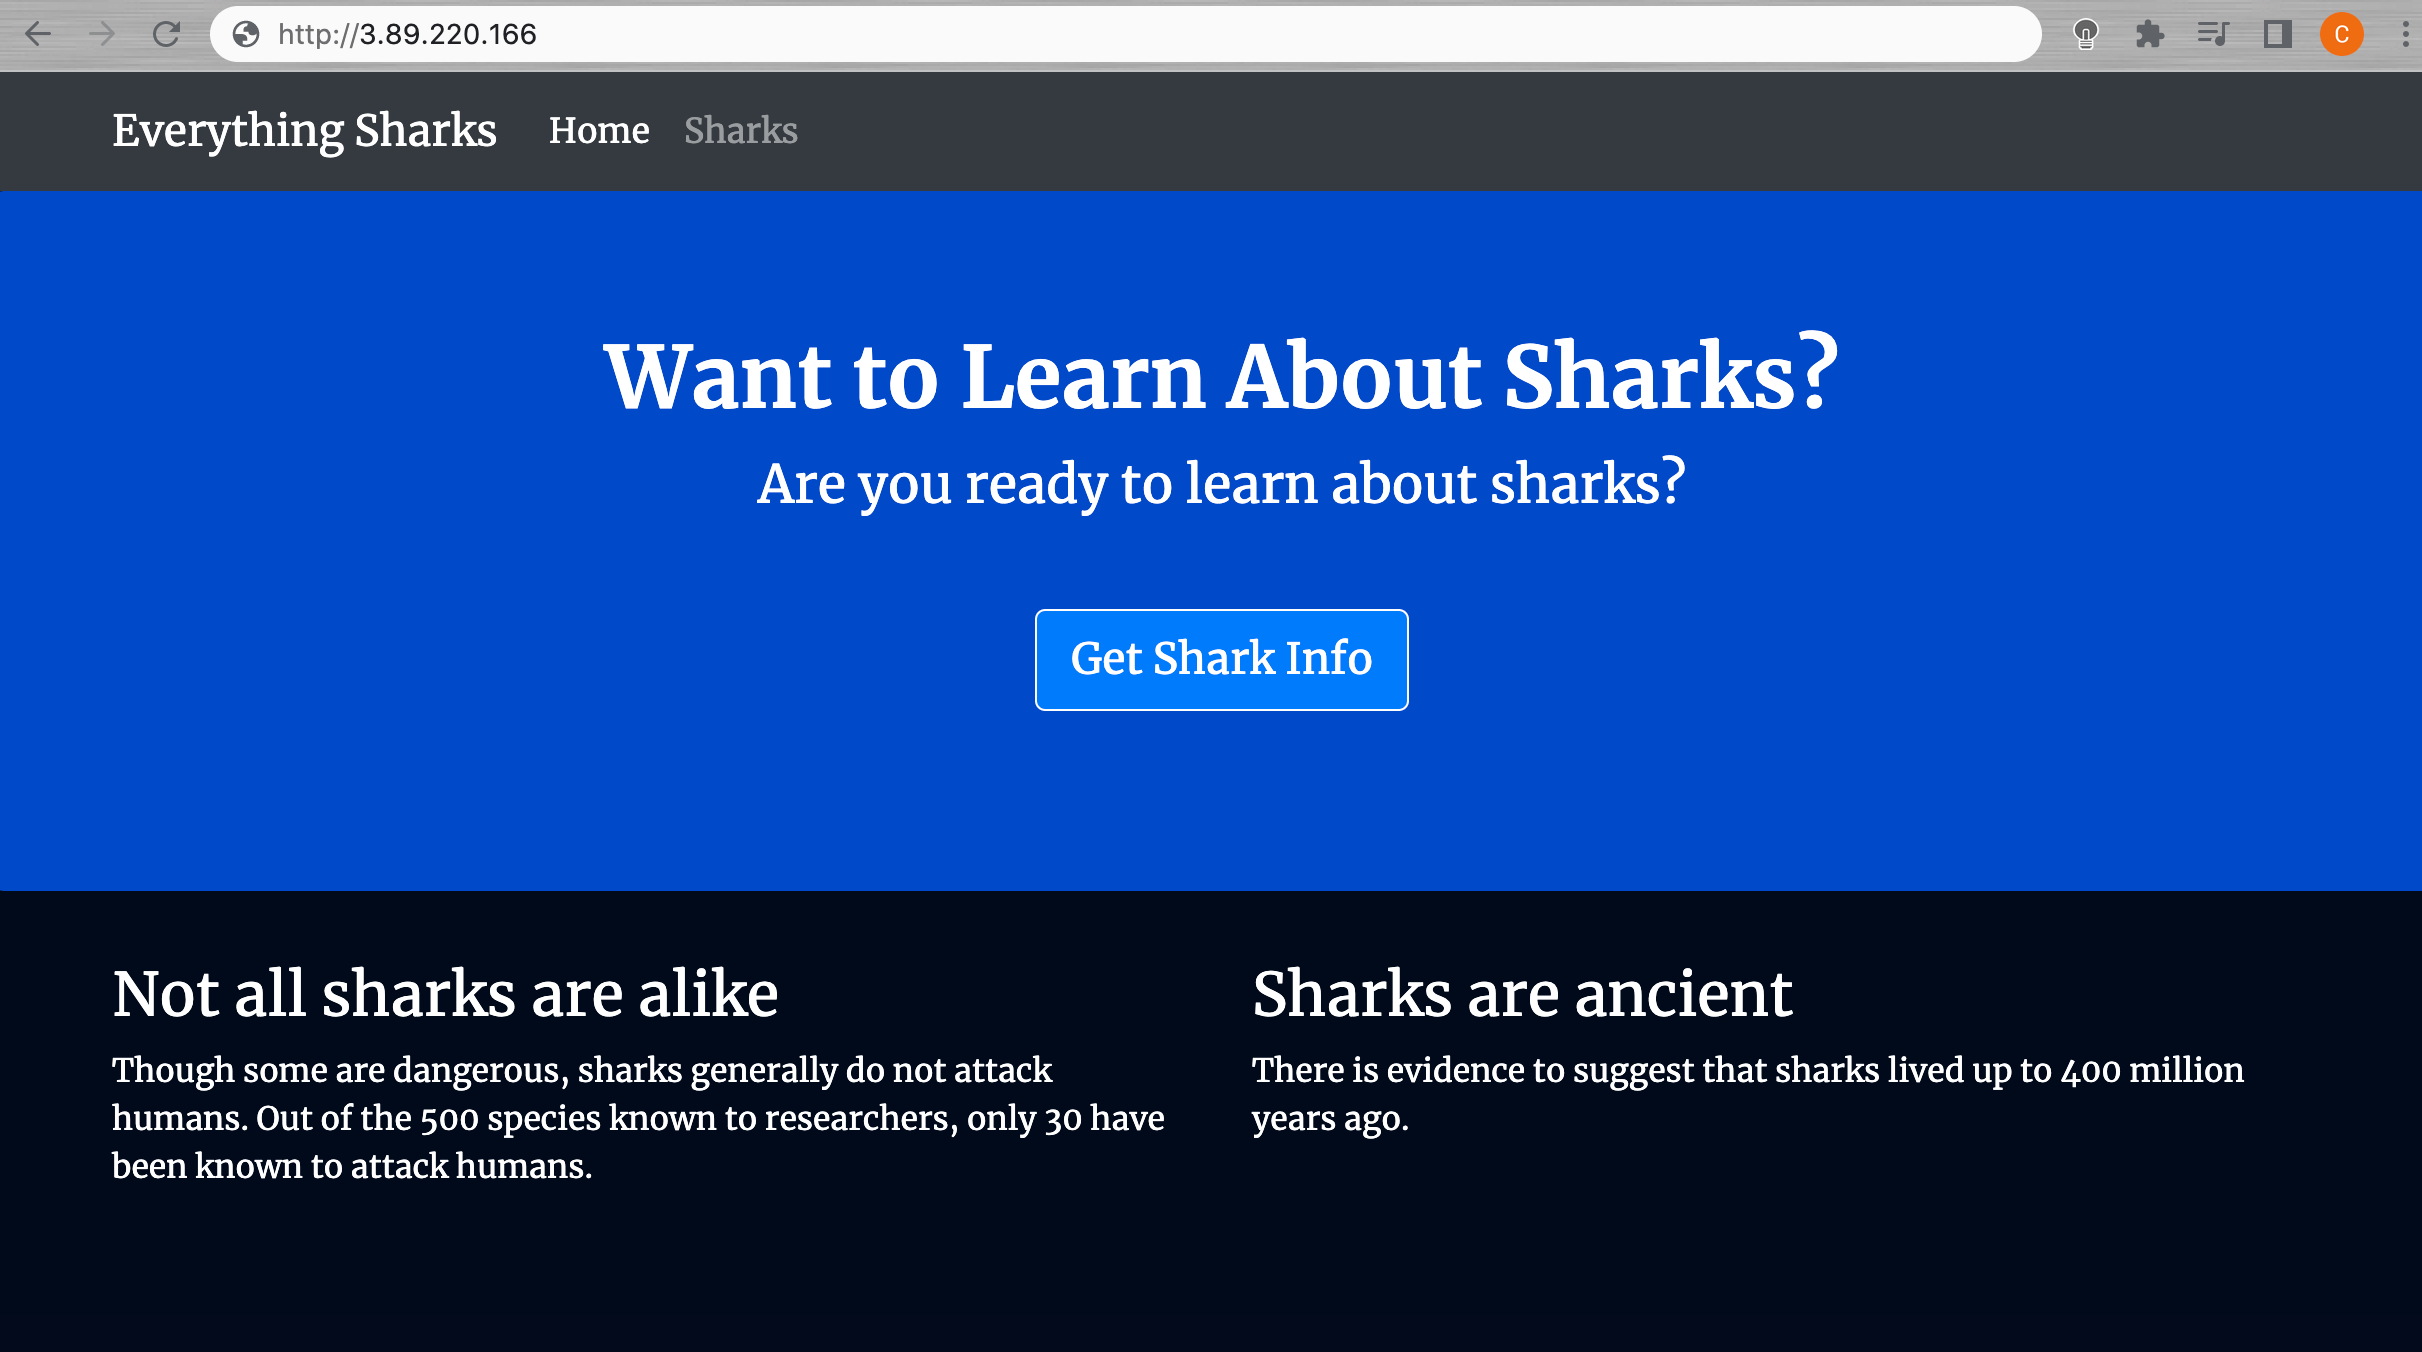 http://3.89.220.166
C
Everything Sharks Home Sharks
Want to Learn About Sharks?
Are you ready to learn about sharks?
Get Shark Info
Not all sharks are alike
Though some are dangerous, sharks generally do not attack
humans. Out of the 500 species known to researchers, only 30 have
been known to attack humans.
Sharks are ancient
There is evidence to suggest that sharks lived up to 400 million
years ago.